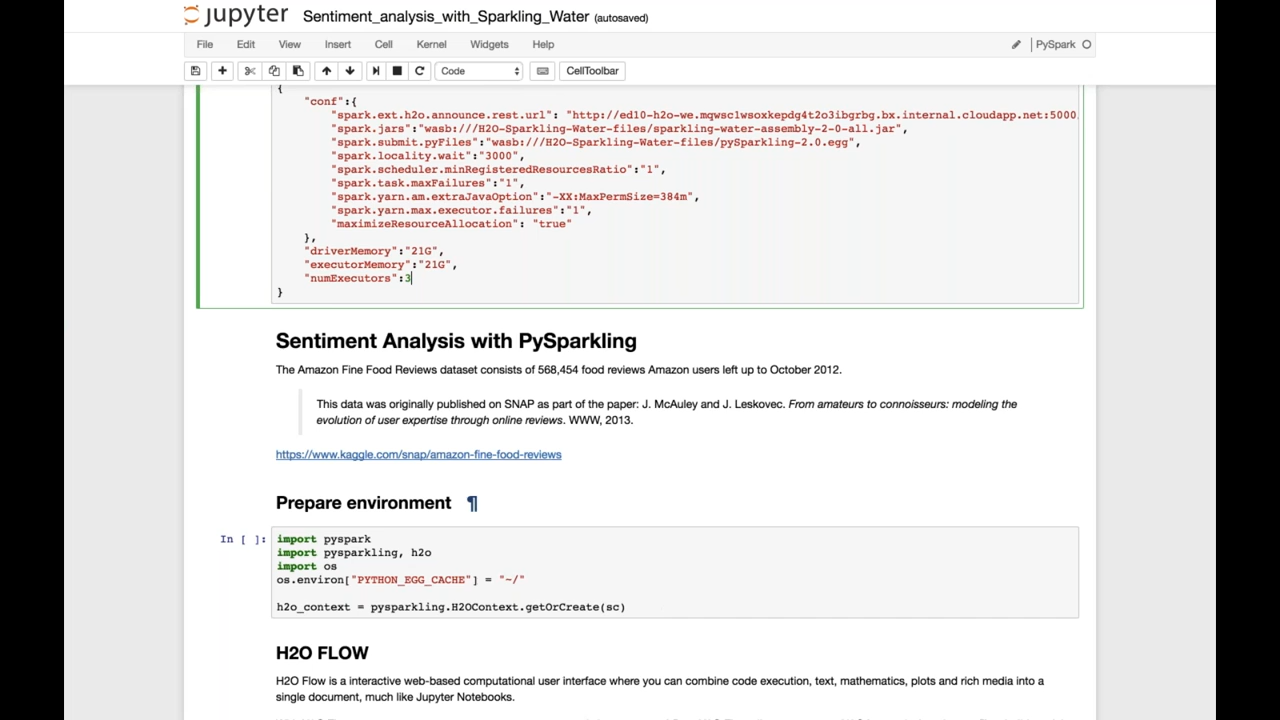 jupyter Sentiment_analysis_with_Sparkling_Water (autosaved)
File Edit View Insert Cell Kernel Widgets Help PySpark
Code CellToolbar
{
"conf":{
"spark.ext.h2o.announce.rest.url": "http://ed10-h2o-we.mqwsc1wsoxkepdg4t2o3ibgrbg.bx.internal.cloudapp.net:5000
"spark.jars":"wasb:///H2O-Sparkling-Water-files/sparkling-water-assembly-2-0-all.jar",
"spark.submit.pyFiles":"wasb:///H2O-Sparkling-Water-files/pySparkling-2.0.egg",
"spark.locality.wait":"3000",
"spark.scheduler.minRegisteredResourcesRatio":"1",
"spark.task.maxFailures":"1",
"spark.yarn.am.extraJavaOption":"-XX:MaxPermSize=384m",
"spark.yarn.max.executor.failures":"1",
"maximizeResourceAllocation": "true"
},
"driverMemory":"21G",
"executorMemory":"21G",
"numExecutors":3
}
Sentiment Analysis with PySparkling
The Amazon Fine Food Reviews dataset consists of 568,454 food reviews Amazon users left up to October 2012.
This data was originally published on SNAP as part of the paper: J. McAuley and J. Leskovec. From amateurs to connoisseurs: modeling the
evolution of user expertise through online reviews. WWW, 2013.
https://www.kaggle.com/snap/amazon-fine-food-reviews
Prepare environment ¶
In [ ]: import pyspark
import pysparkling, h2o
import os
os.environ["PYTHON_EGG_CACHE"] = "~/"
h2o_context = pysparkling.H2OContext.getOrCreate(sc)
H2O FLOW
H2O Flow is a interactive web-based computational user interface where you can combine code execution, text, mathematics, plots and rich media into a
single document, much like Jupyter Notebooks.